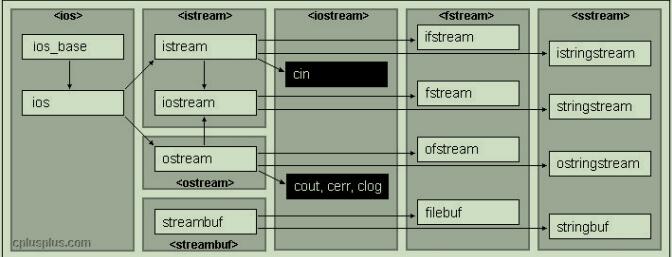 <ios>
<istream>
<iostream>
<fstream>
<sstream>
ios_base
istream
ifstream
istringstream
cin
ios
iostream
fstream
stringstream
ostream
ofstream
ostringstream
<ostream>
cout, cerr, clog
streambuf
filebuf
stringbuf
<streambuf>
cplusplus.com